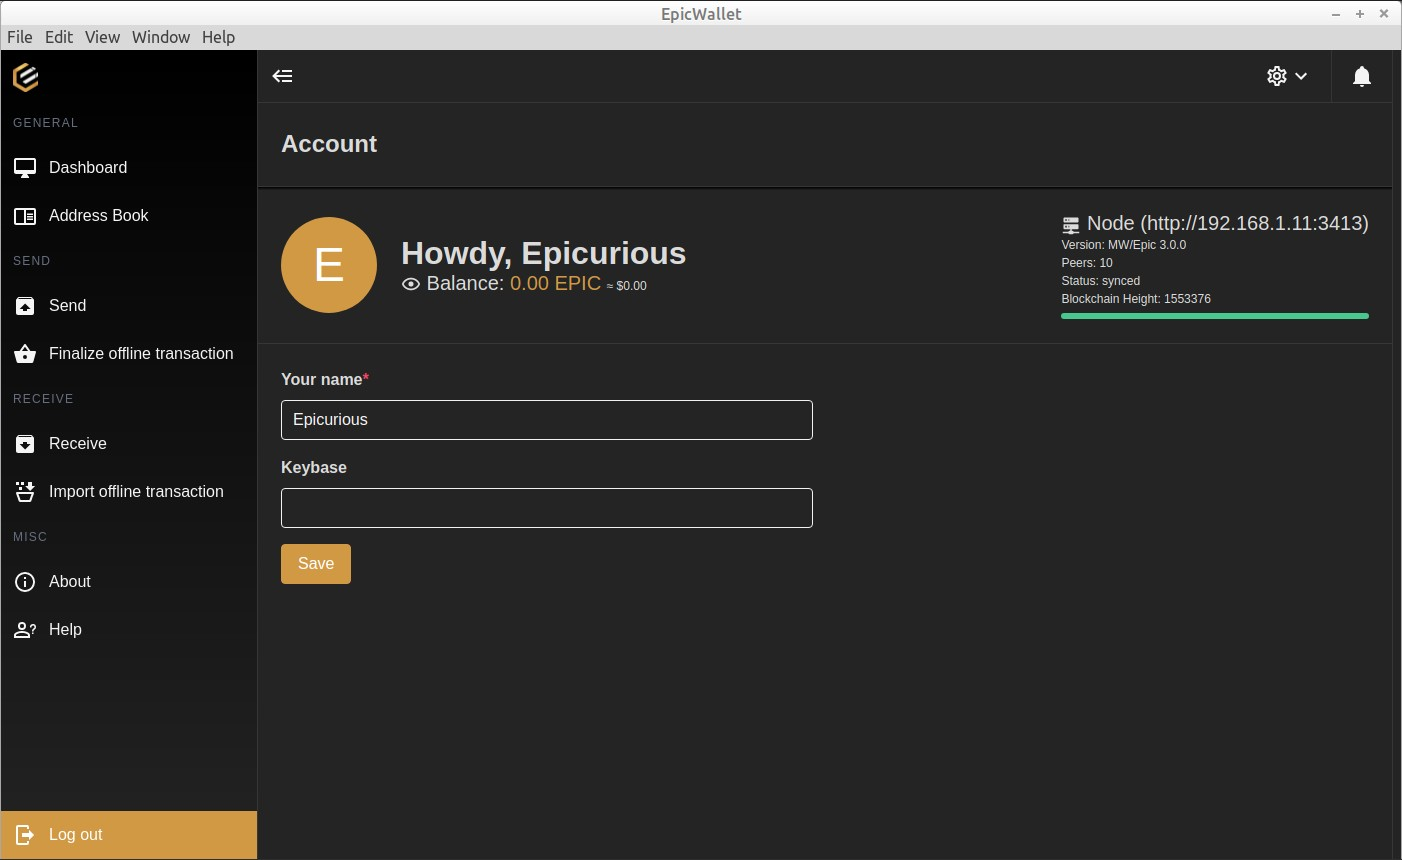 EpicWallet
File Edit View Window Help
GENERAL
Dashboard
Address Book
SEND
Send
Finalize offline transaction
RECEIVE
Receive
Import offline transaction
MISC
About
Help
Log out
Account
E
Howdy, Epicurious
Balance: 0.00 EPIC ≈ $0.00
Node (http://192.168.1.11:3413)
Version: MW/Epic 3.0.0
Peers: 10
Status: synced
Blockchain Height: 1553376
Your name*
Epicurious
Keybase
Save